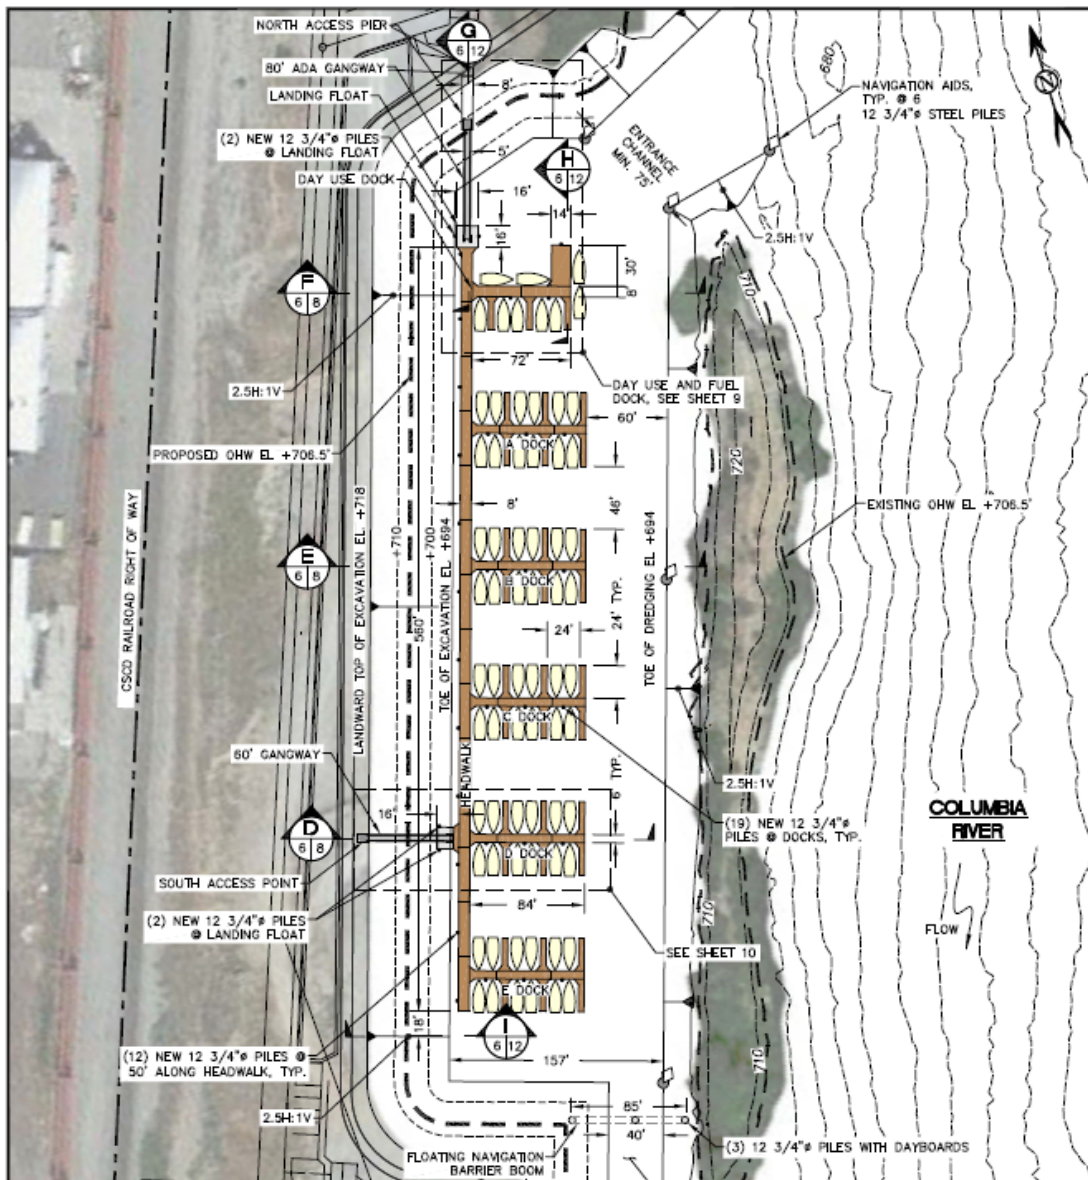 NORTH ACCESS PIER
G
6 12
80' ADA GANGWAY
8'
LANDING FLOAT
(2) NEW 12 3/4"ø PILES
@ LANDING FLOAT
5'
DAY USE DOCK
16'
H
6 12
14'
16'
30'
8'
ENTRANCE
CHANNEL
MIN. 75'
680
NAVIGATION AIDS,
TYP. @ 6
12 3/4"ø STEEL PILES
N
2.5H:1V
710
F
6 8
2.5H:1V
72'
DAY USE AND FUEL
DOCK, SEE SHEET 9
60'
PROPOSED OHW EL +706.5'
A DOCK
720
CSCD RAILROAD RIGHT OF WAY
LANDWARD TOP OF EXCAVATION EL +718
+710
+700
560'
TOE OF EXCAVATION EL +694
8'
46'
EXISTING OHW EL +706.5'
E
6 8
B DOCK
24' TYP.
24'
TOE OF DREDGING EL +694
C DOCK
60' GANGWAY
HEADWALK
6' TYP.
2.5H:1V
16'
D
6 8
(19) NEW 12 3/4"ø
PILES @ DOCKS, TYP.
COLUMBIA
RIVER
D DOCK
SOUTH ACCESS POINT
84'
710
(2) NEW 12 3/4"ø PILES
@ LANDING FLOAT
SEE SHEET 10
FLOW
E DOCK
18'
I
6 12
(12) NEW 12 3/4"ø PILES @
50' ALONG HEADWALK, TYP.
157'
710
2.5H:1V
85'
40'
FLOATING NAVIGATION
BARRIER BOOM
(3) 12 3/4"ø PILES WITH DAYBOARDS